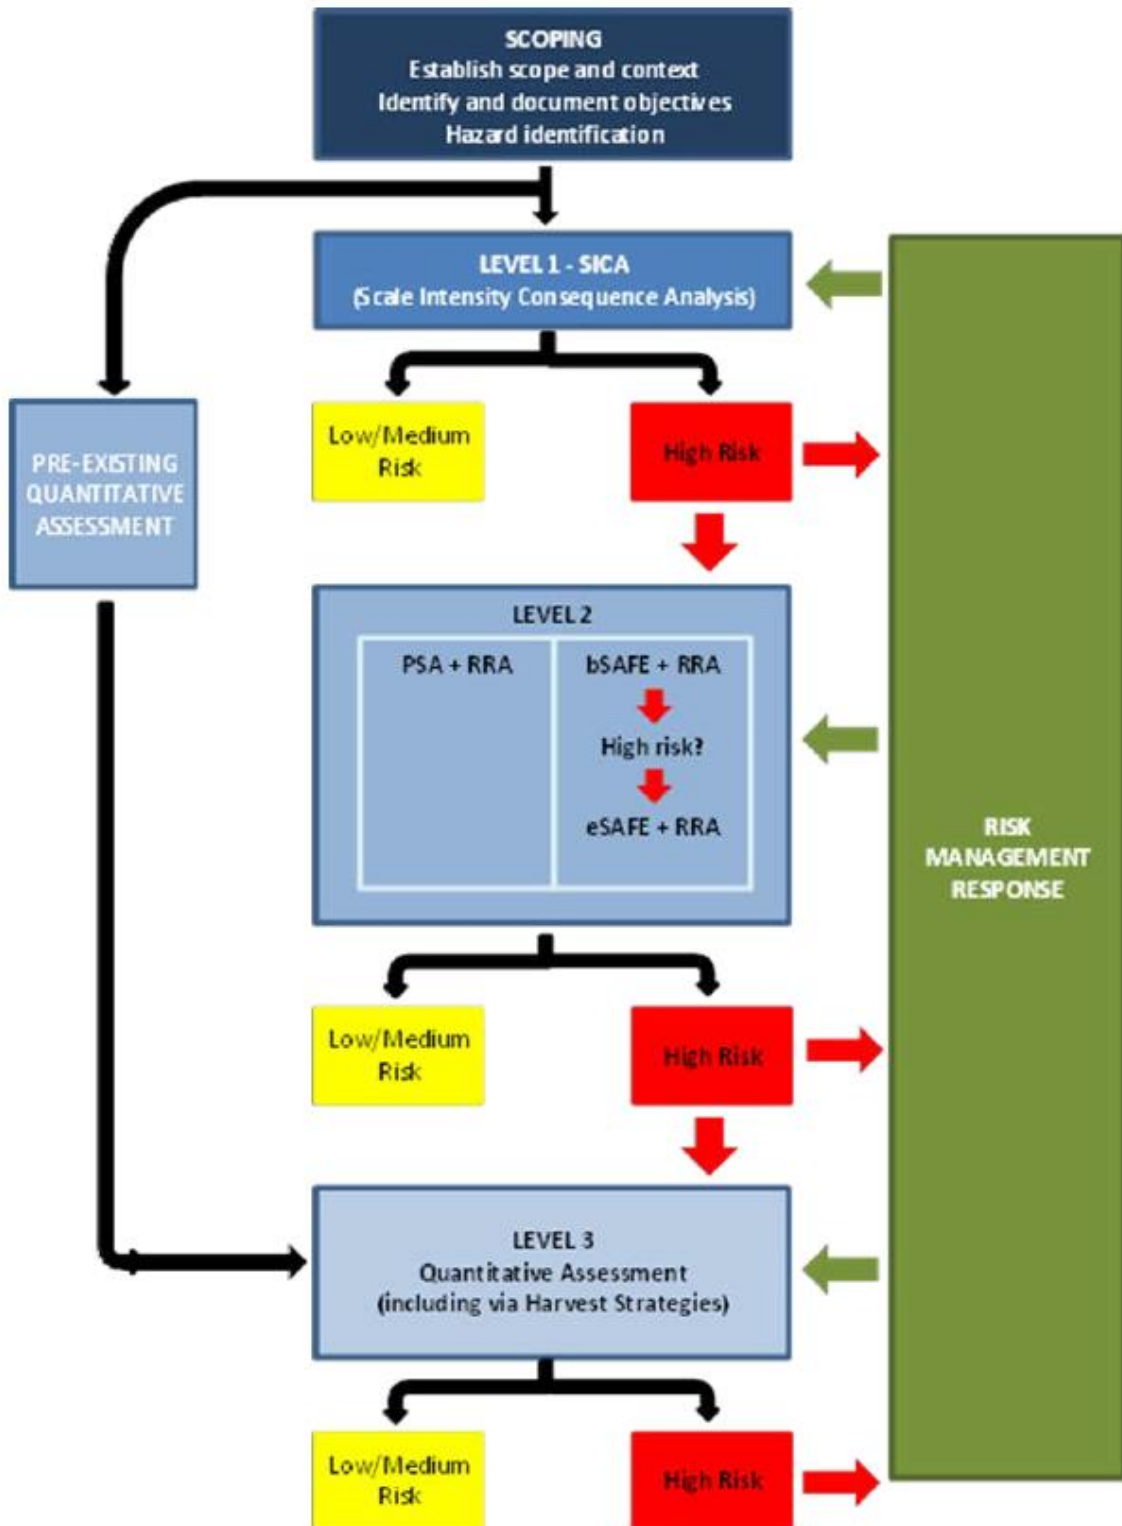 SCOPING
Establish scope and context
Identify and document objectives
Hazard identification
LEVEL 1 - SICA
(Scale Intensity Consequence Analysis)
Low/Medium
Risk
High Risk
PRE-EXISTING
QUANTITATIVE
ASSESSMENT
LEVEL 2
PSA + RRA
bSAFE + RRA
High risk?
eSAFE + RRA
RISK
MANAGEMENT
RESPONSE
Low/Medium
Risk
High Risk
LEVEL 3
Quantitative Assessment
(including via Harvest Strategies)
Low/Medium
Risk
High Risk